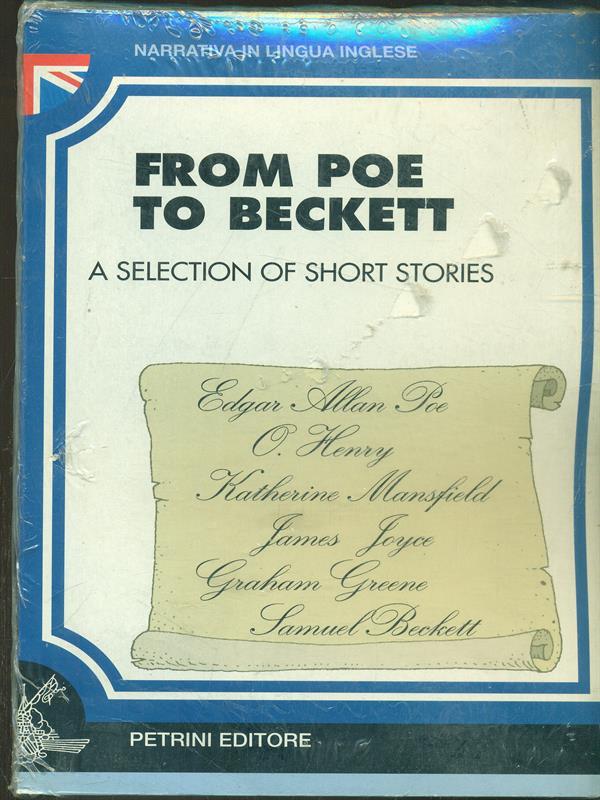 NARRATIVA IN LINGUA INGLESE
FROM POE
TO BECKETT
A SELECTION OF SHORT STORIES
Edgar Allan Poe
O. Henry
Katherine Mansfield
James Joyce
Graham Greene
Samuel Beckett
PETRINI EDITORE